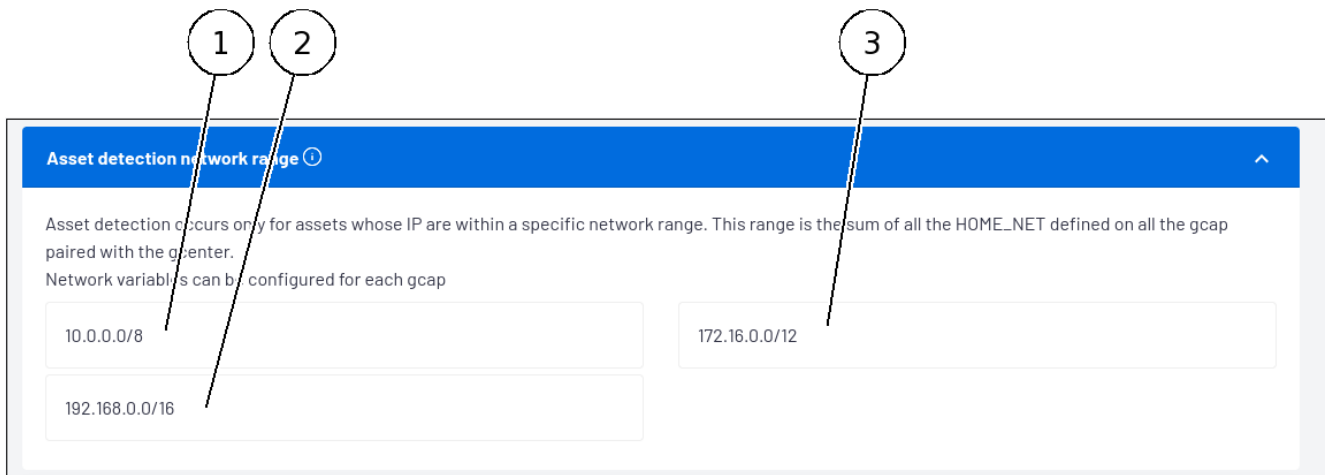 1 2 3
Asset detection network range
Asset detection occurs only for assets whose IP are within a specific network range. This range is the sum of all the HOME_NET defined on all the gcap
paired with the gcenter.
Network variables can be configured for each gcap
10.0.0.0/8 172.16.0.0/12
192.168.0.0/16